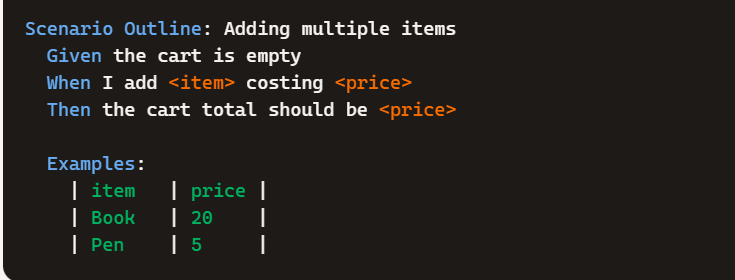 Scenario Outline: Adding multiple items
Given the cart is empty
When I add <item> costing <price>
Then the cart total should be <price>
Examples:
| item | price |
| Book | 20 |
| Pen | 5 |